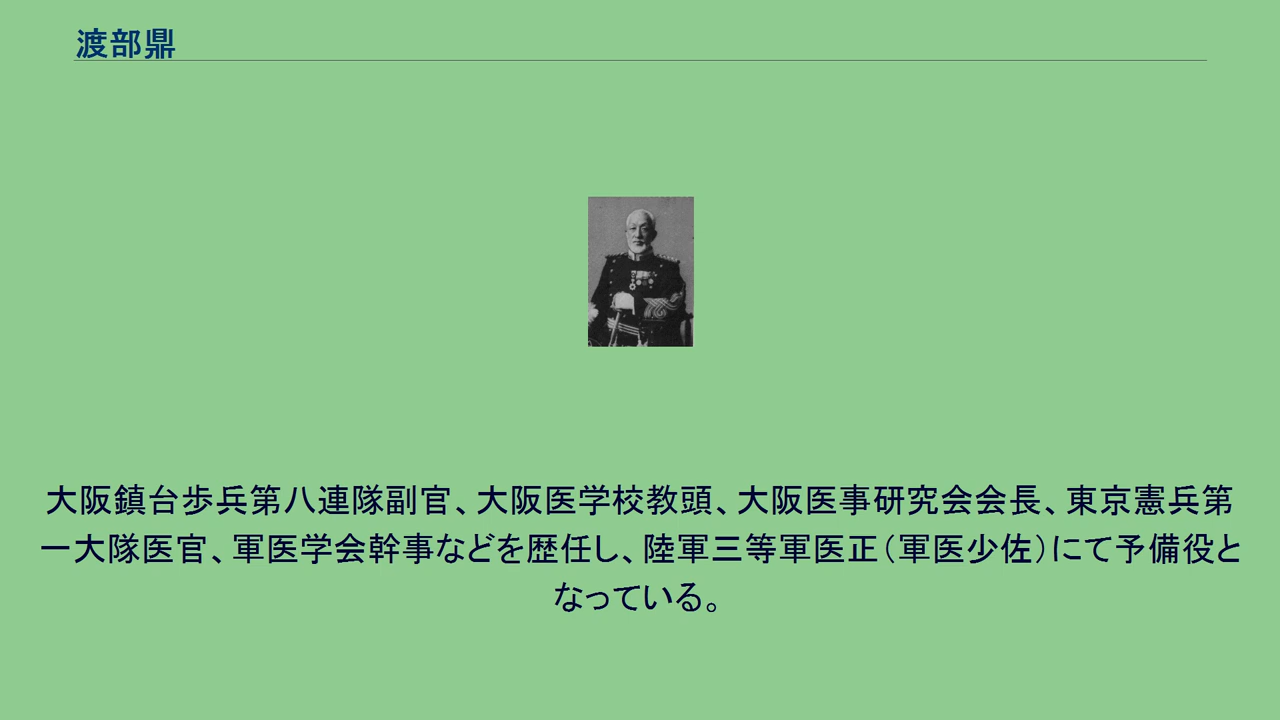 渡部鼎
大阪鎮台歩兵第八連隊副官、大阪医学校教頭、大阪医事研究会会長、東京憲兵第
一大隊医官、軍医学会幹事などを歴任し、陸軍三等軍医正（軍医少佐）にて予備役と
なっている。